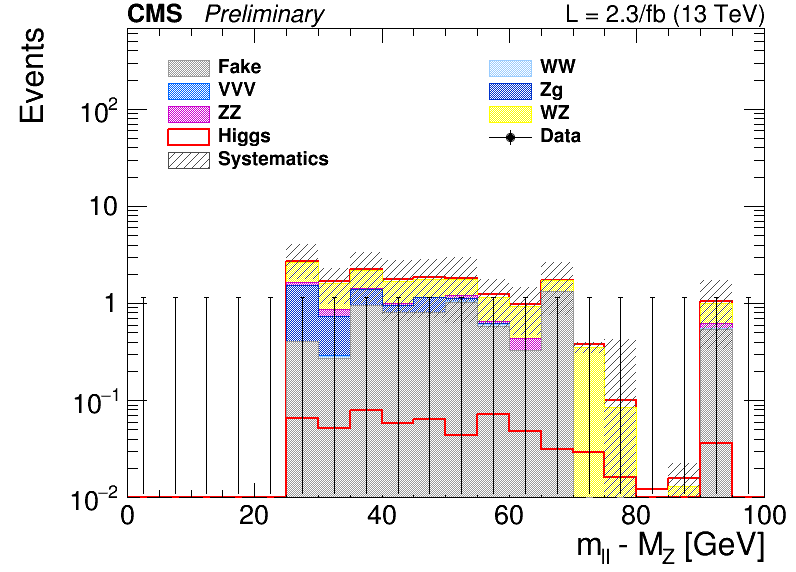 CMS Preliminary L = 2.3/fb (13 TeV)
Events
Fake WW
VVV Zg
ZZ WZ
Higgs Data
Systematics
10²
10
1
10⁻¹
10⁻²
0 20 40 60 80 100
m_ll - M_Z [GeV]